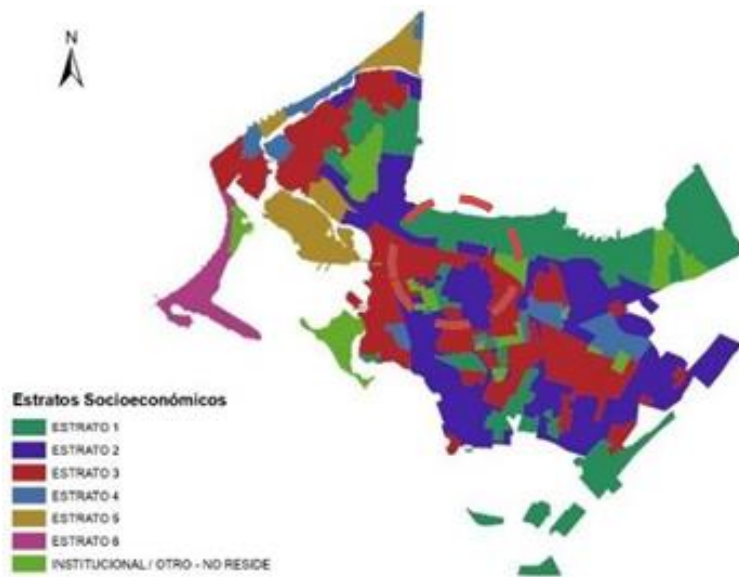 N
Estratos Socioeconómicos
ESTRATO 1
ESTRATO 2
ESTRATO 3
ESTRATO 4
ESTRATO 5
ESTRATO 6
INSTITUCIONAL / OTRO - NO RESIDE